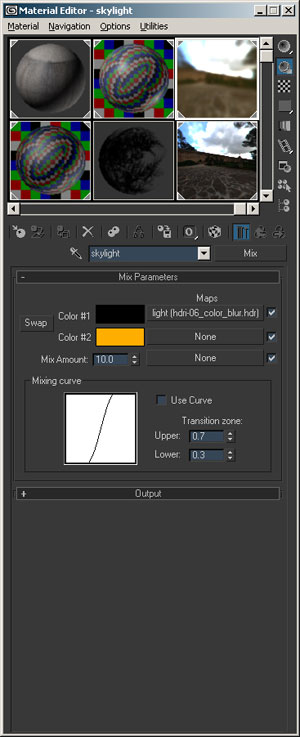 Material Editor - skylight
Material Navigation Options Utilities
skylight Mix
- Mix Parameters
Maps
Color #1 light (hdri-06_color_blur.hdr)
Swap
Color #2 None
Mix Amount: 10.0 None
Mixing curve
Use Curve
Transition zone:
Upper: 0.7
Lower: 0.3
+ Output